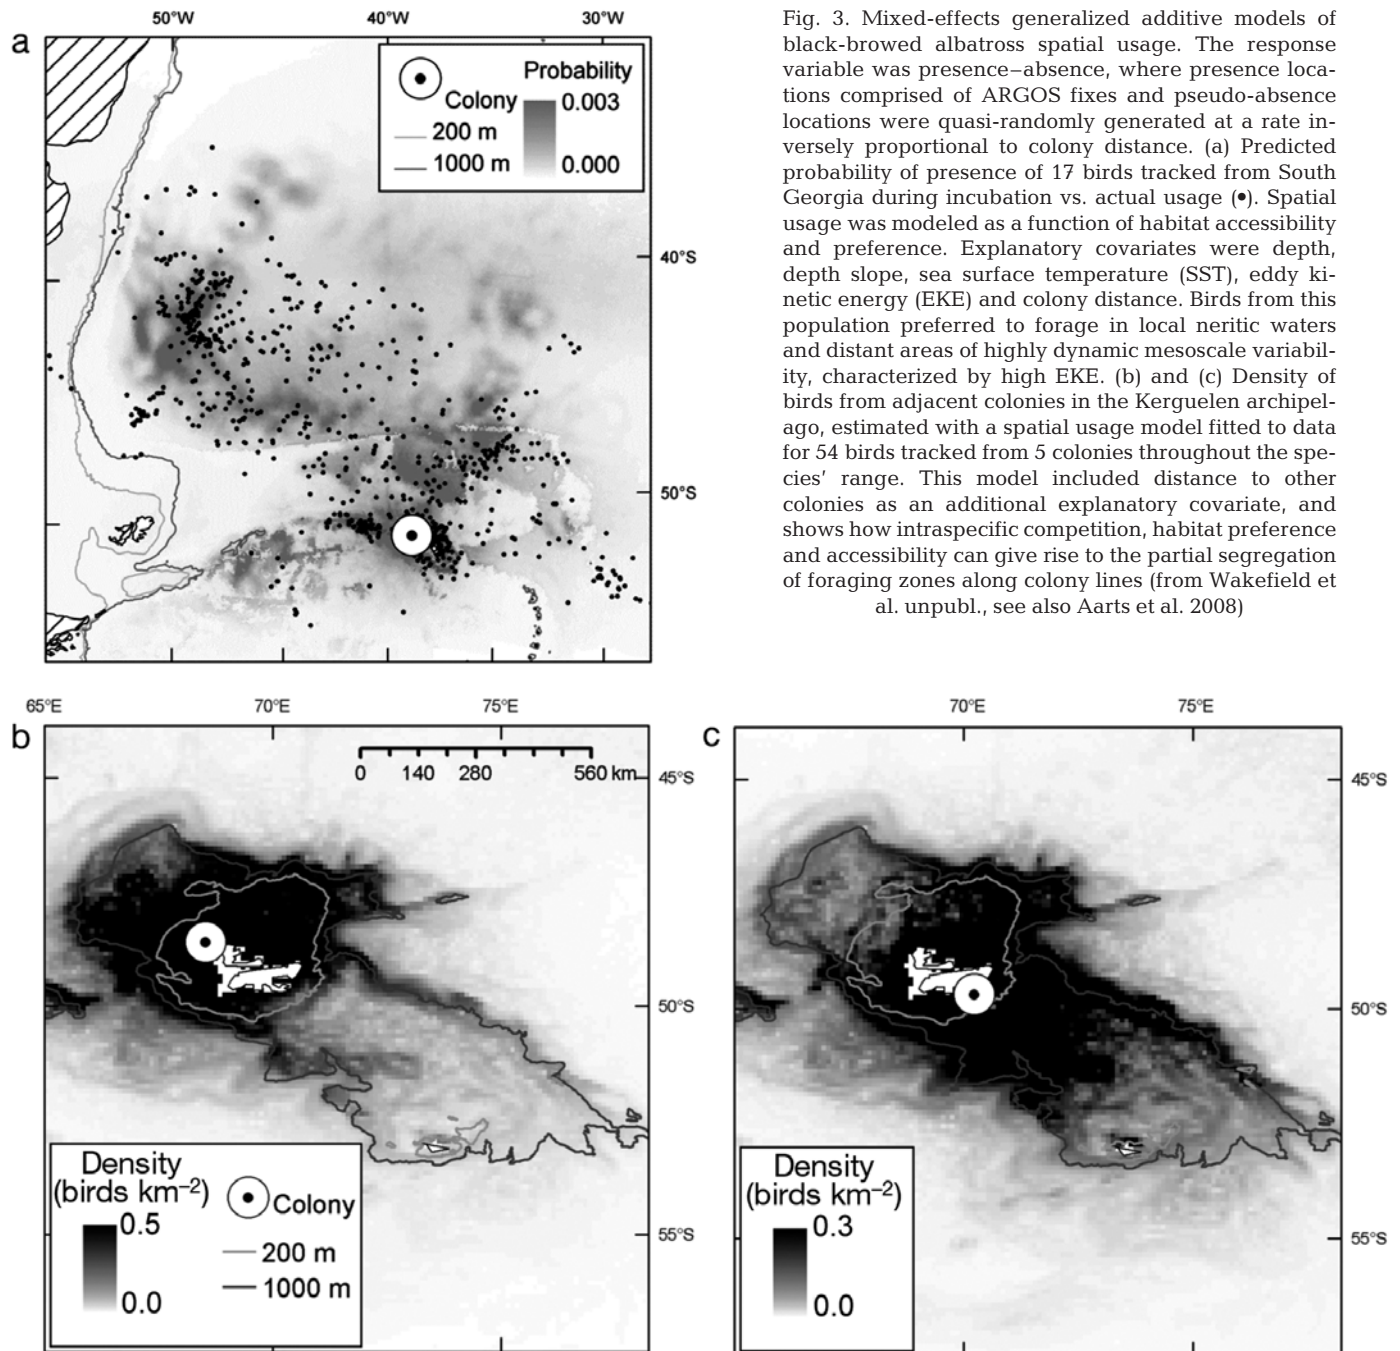 50°W 40°W 30°W
a
Colony
200 m
1000 m
Probability
0.003
0.000
40°S
50°S
Fig. 3. Mixed-effects generalized additive models of
black-browed albatross spatial usage. The response
variable was presence–absence, where presence loca-
tions comprised of ARGOS fixes and pseudo-absence
locations were quasi-randomly generated at a rate in-
versely proportional to colony distance. (a) Predicted
probability of presence of 17 birds tracked from South
Georgia during incubation vs. actual usage (•). Spatial
usage was modeled as a function of habitat accessibility
and preference. Explanatory covariates were depth,
depth slope, sea surface temperature (SST), eddy ki-
netic energy (EKE) and colony distance. Birds from this
population preferred to forage in local neritic waters
and distant areas of highly dynamic mesoscale variabil-
ity, characterized by high EKE. (b) and (c) Density of
birds from adjacent colonies in the Kerguelen archipel-
ago, estimated with a spatial usage model fitted to data
for 54 birds tracked from 5 colonies throughout the spe-
cies' range. This model included distance to other
colonies as an additional explanatory covariate, and
shows how intraspecific competition, habitat preference
and accessibility can give rise to the partial segregation
of foraging zones along colony lines (from Wakefield et
al. unpubl., see also Aarts et al. 2008)
65°E 70°E 75°E
b
0 140 280 560 km
45°S
50°S
55°S
Density
(birds km⁻²)
0.5
0.0
Colony
200 m
1000 m
70°E 75°E
c
45°S
50°S
55°S
Density
(birds km⁻²)
0.3
0.0